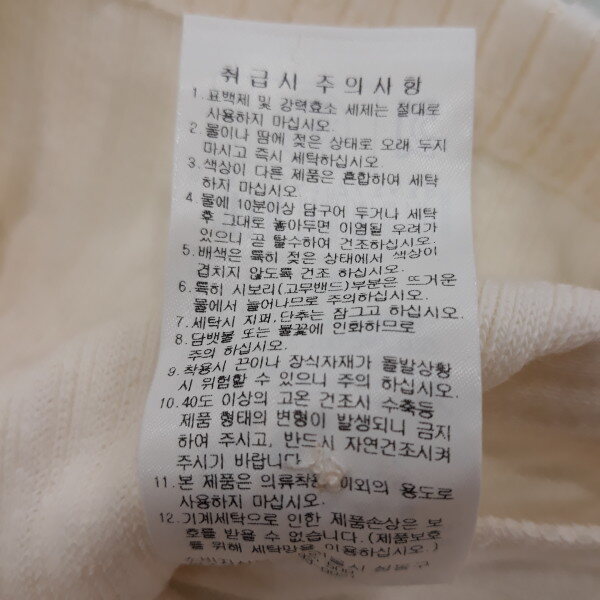 취급시 주의사항
1. 표백제 및 강력효소 세제는 절대로
사용하지 마십시오.
2. 물이나 땀에 젖은 상태로 오래 두지
마시고 즉시 세탁하십시오
3. 색상이 다른 제품은 혼합하여 세탁
하지 마십시오.
4. 물에 10분이상 담구어 두거나 세탁
후 그대로 놓아두면 이염될 우려가
있으니 곧 탈수하여 건조하십시오.
5. 배색은 특히 젖은 상태에서 색상이
겹치지 않도록 건조 하십시오.
6. 특히 시보리(고무밴드)부분은 뜨거운
물에서 늘어나므로 주의하십시오.
7. 세탁시 지퍼, 단추는 잠그고 하십시오.
8. 담뱃불 또는 불꽃에 인화하므로
주의 하십시오.
9. 착용시 끈이나 장식자재가 돌발상황
시 위험할 수 있으니 주의 하십시오.
10. 40도 이상의 고온 건조시 수축등
제품 형태의 변형이 발생되니 금지
하여 주시고, 반드시 자연건조시켜
주시기 바랍니다
11. 본 제품은 의류착용 이외의 용도로
사용하지 마십시오.
12. 기계세탁으로 인한 제품손상은 보
호를 받을 수 없습니다. (제품보호
를 위해 세탁망을 이용하십시오.)